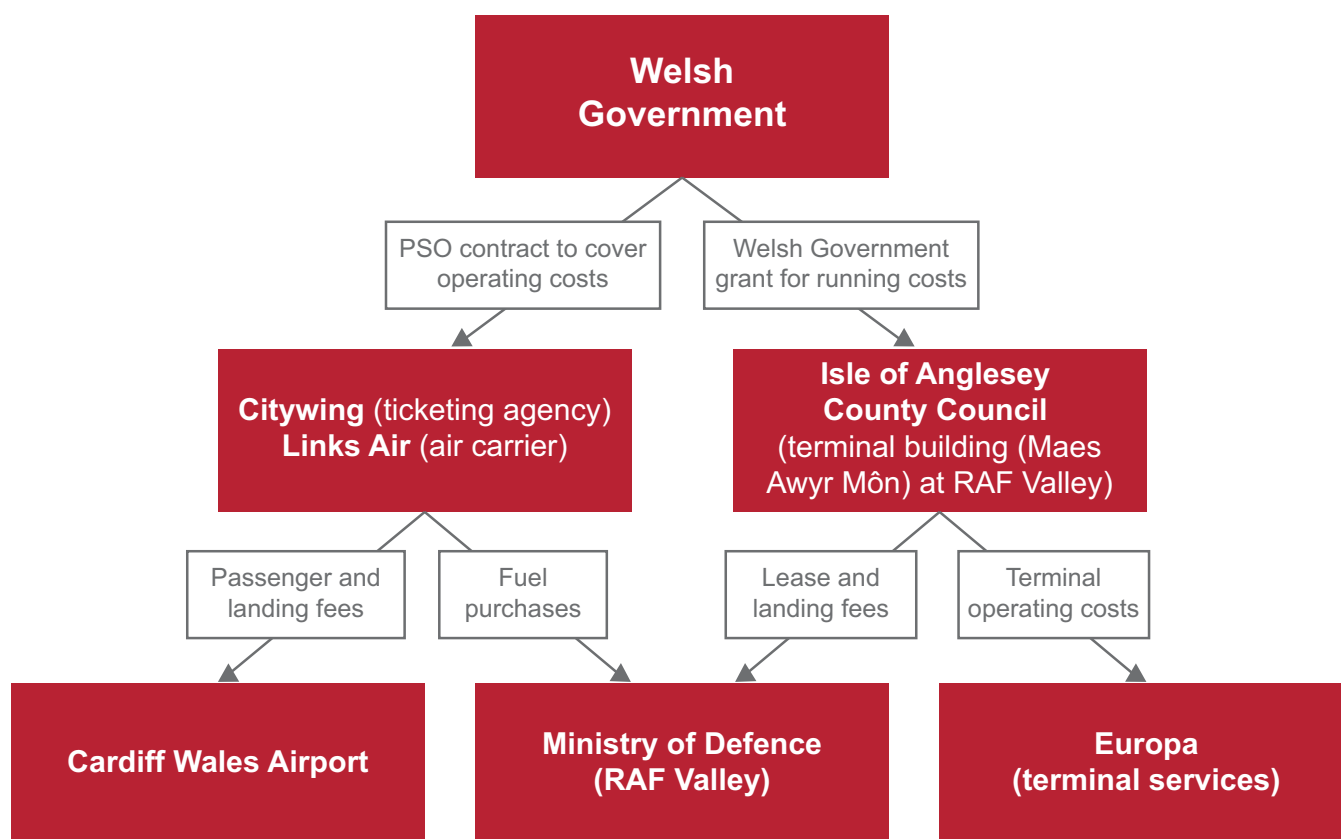 Welsh
Government
PSO contract to cover
operating costs
Welsh Government
grant for running costs
Citywing (ticketing agency)
Links Air (air carrier)
Isle of Anglesey
County Council
(terminal building (Maes
Awyr Môn) at RAF Valley)
Passenger and
landing fees
Fuel
purchases
Lease and
landing fees
Terminal
operating costs
Cardiff Wales Airport
Ministry of Defence
(RAF Valley)
Europa
(terminal services)